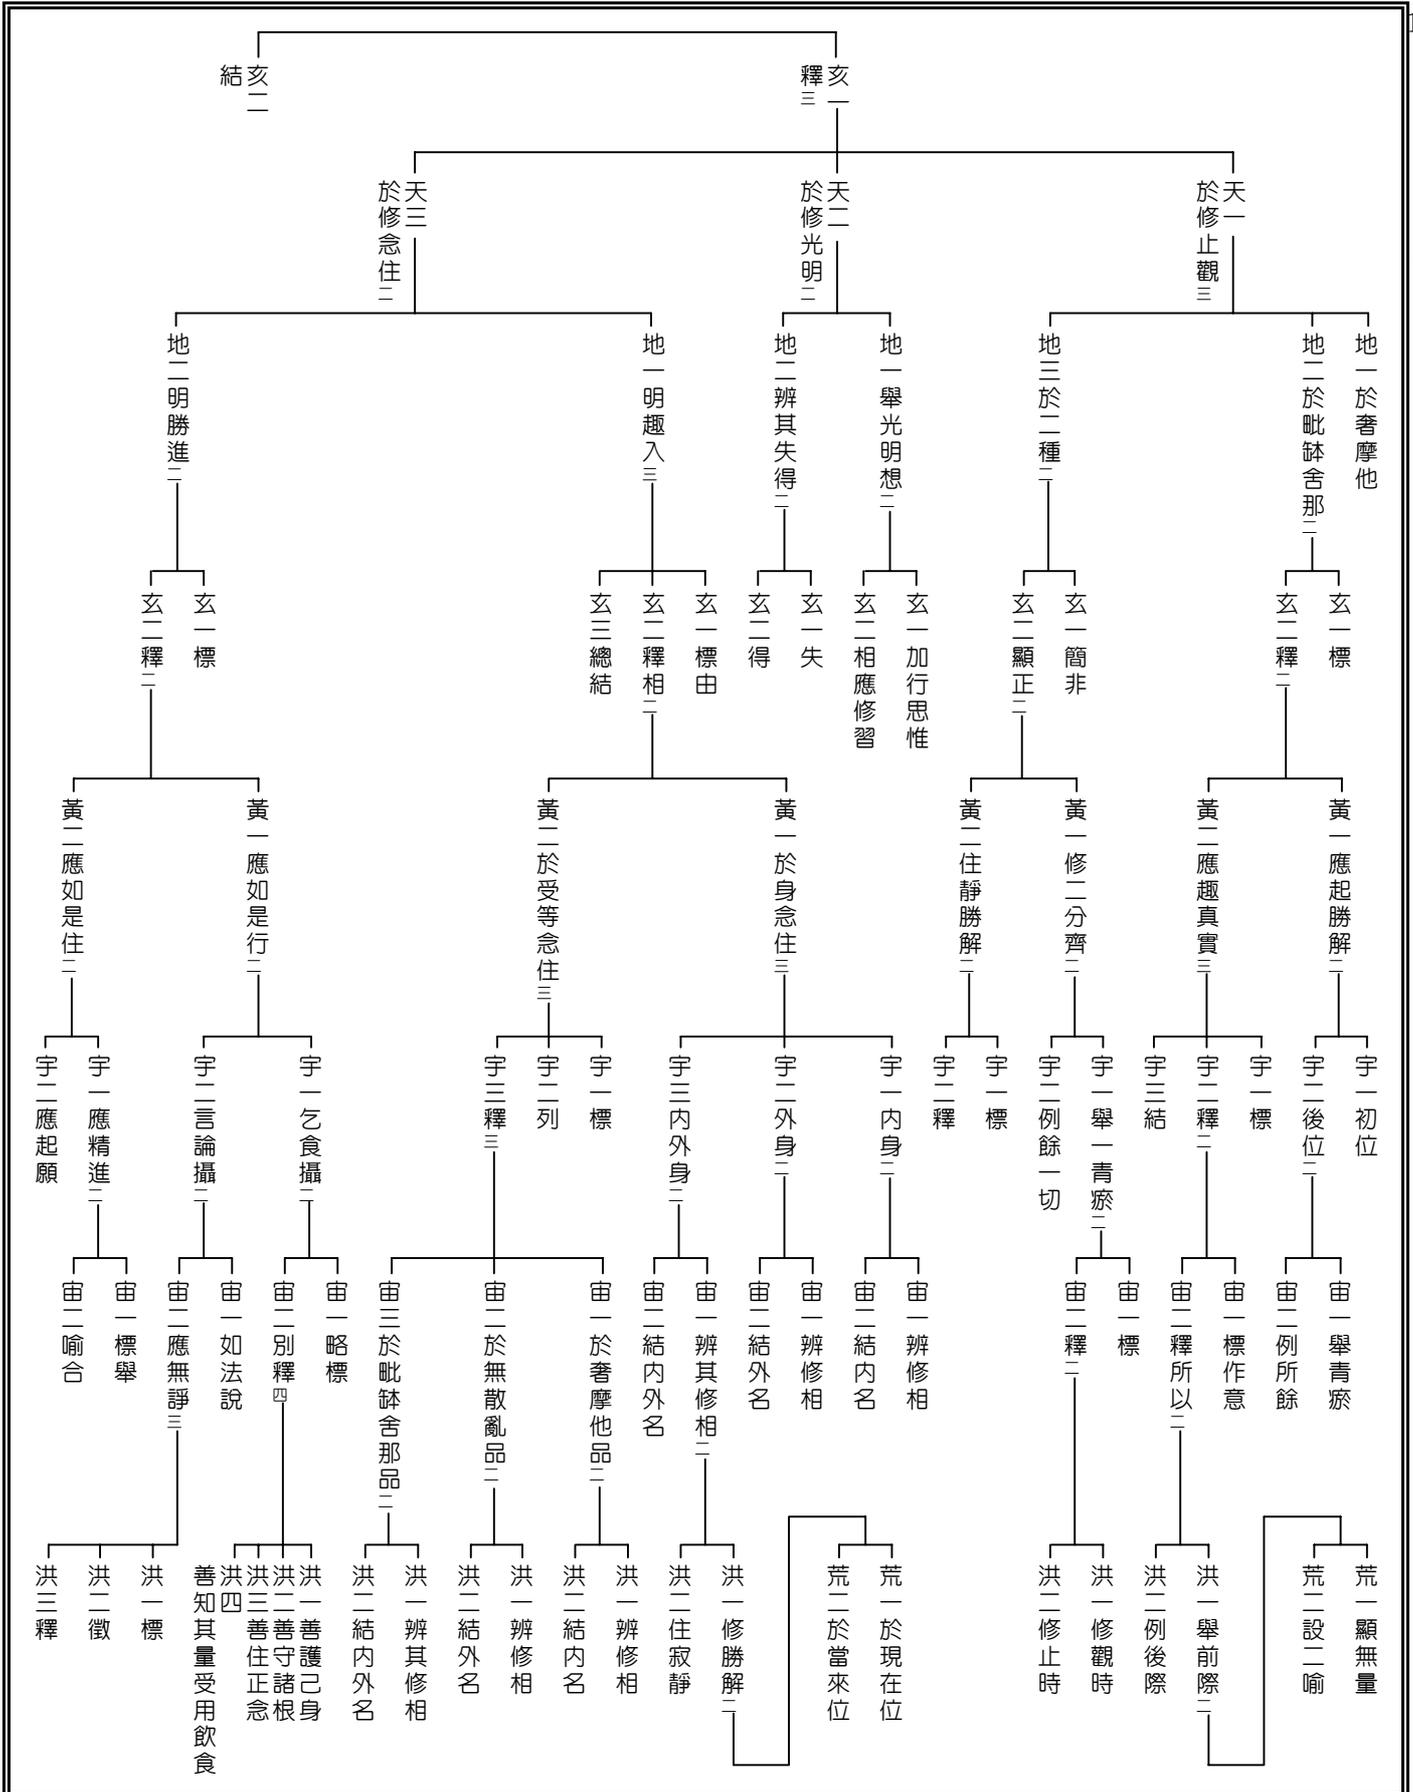 亥一釋三
亥二結
天一於修止觀三
天二於修光明二
天三於修念住二
地一於奢摩他
地二於毗缽舍那二
地三於二種二
地一舉光明想二
地二辨其失得二
地一明趣入三
地二明勝進二
玄一標
玄二釋二
玄一簡非
玄二顯正二
玄一加行思惟
玄二相應修習
玄一失
玄二得
玄一標由
玄二釋相二
玄三總結
玄一標
玄二釋二
黃一應起勝解二
黃二應趣真實三
黃一修二分齊二
黃二住靜勝解二
黃一於身念住三
黃二於受等念住三
黃一應如是行二
黃二應如是住二
宇一初位
宇二後位二
宇一標
宇二釋二
宇三結
宇一舉一青瘀二
宇二例餘一切
宇一標
宇二釋
宇一內身二
宇二外身二
宇三內外身二
宇一標
宇二列
宇三釋三
宇一乞食攝二
宇二言論攝二
宇一應精進二
宇二應起願
宙一舉青瘀
宙二例所餘
宙一標作意
宙二釋所以二
宙一標
宙二釋二
宙一辨修相
宙二結內名
宙一辨修相
宙二結外名
宙一辨其修相二
宙二結內外名
宙一於奢摩他品二
宙二於無散亂品二
宙三於毗缽舍那品二
宙一略標
宙二別釋四
宙一如法說
宙二應無諍三
宙一標舉
宙二喻合
荒一顯無量
荒二設二喻
洪一舉前際二
洪二例後際
洪一修觀時
洪二修止時
荒一於現在位
荒二於當來位
洪一修勝解二
洪二住寂靜
洪一辨修相
洪二結內名
洪一辨修相
洪二結外名
洪一辨其修相
洪二結內外名
洪一善護己身
洪二善守諸根
洪三善住正念
洪四善知其量受用飲食
洪一標
洪二徵
洪三釋